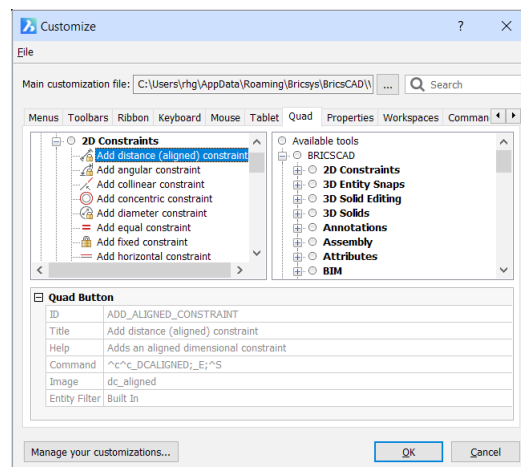 Customize
File
Main customization file: C:\Users\rhg\AppData\Roaming\Bricsys\BricsCAD\ ... Search
Menus Toolbars Ribbon Keyboard Mouse Tablet Quad Properties Workspaces Comman
2D Constraints
Add distance (aligned) constraint
Add angular constraint
Add collinear constraint
Add concentric constraint
Add diameter constraint
Add equal constraint
Add fixed constraint
Add horizontal constraint
Available tools
BRICSCAD
2D Constraints
3D Entity Snaps
3D Solid Editing
3D Solids
Annotations
Assembly
Attributes
BIM
Quad Button
ID ADD_ALIGNED_CONSTRAINT
Title Add distance (aligned) constraint
Help Adds an aligned dimensional constraint
Command ^c^c_DCALIGNED;_E;^S
Image dc_aligned
Entity Filter Built In
Manage your customizations... OK Cancel